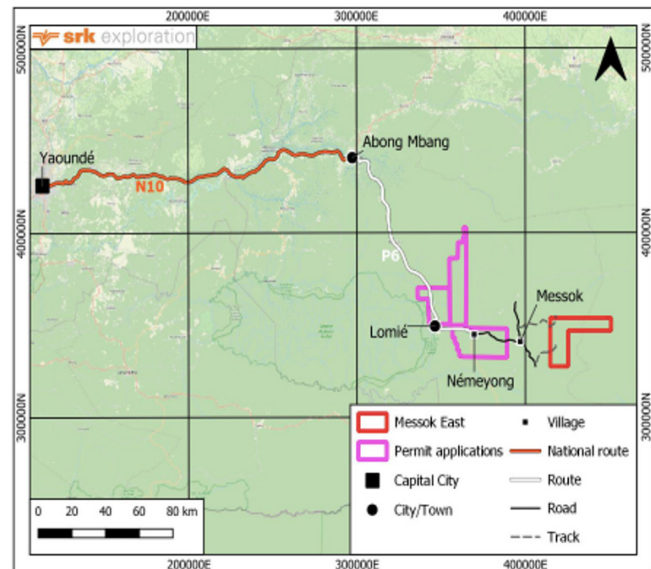 200000E 300000E 400000E
srk exploration
500000N
500000N
Abong Mbang
Yaoundé
N10
400000N
400000N
P6
Messok
Lomié
Némeyong
300000N
300000N
Messok East
Village
Permit applications
National route
Capital City
Route
City/Town
Road
Track
0 20 40 60 80 km
200000E 300000E 400000E